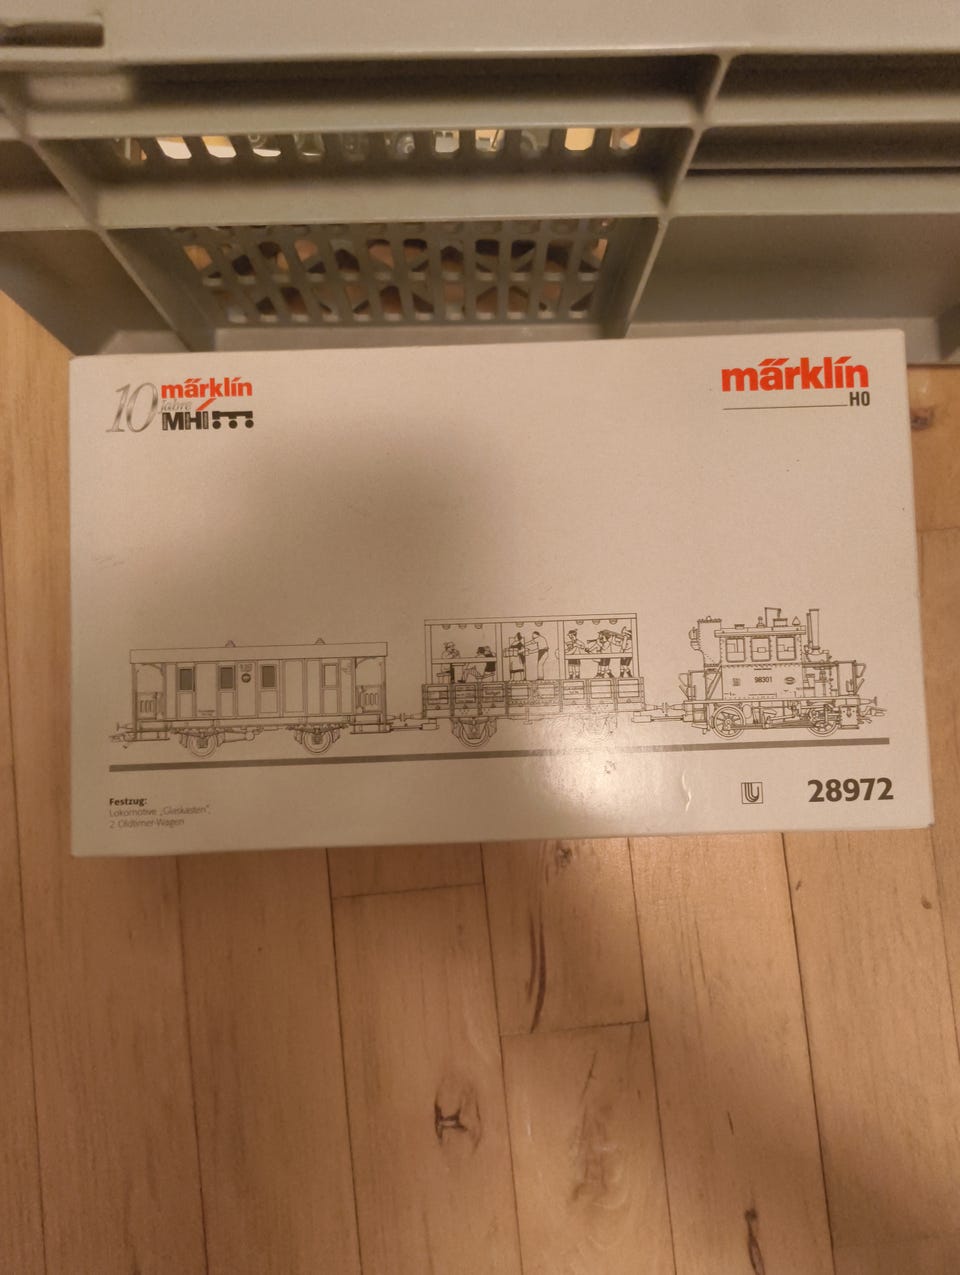 10 Jahre
märklin
MHI
märklin
H0
98301
Festzug:
Lokomotive „Glaskasten“,
2 Oldtimer-Wagen
28972